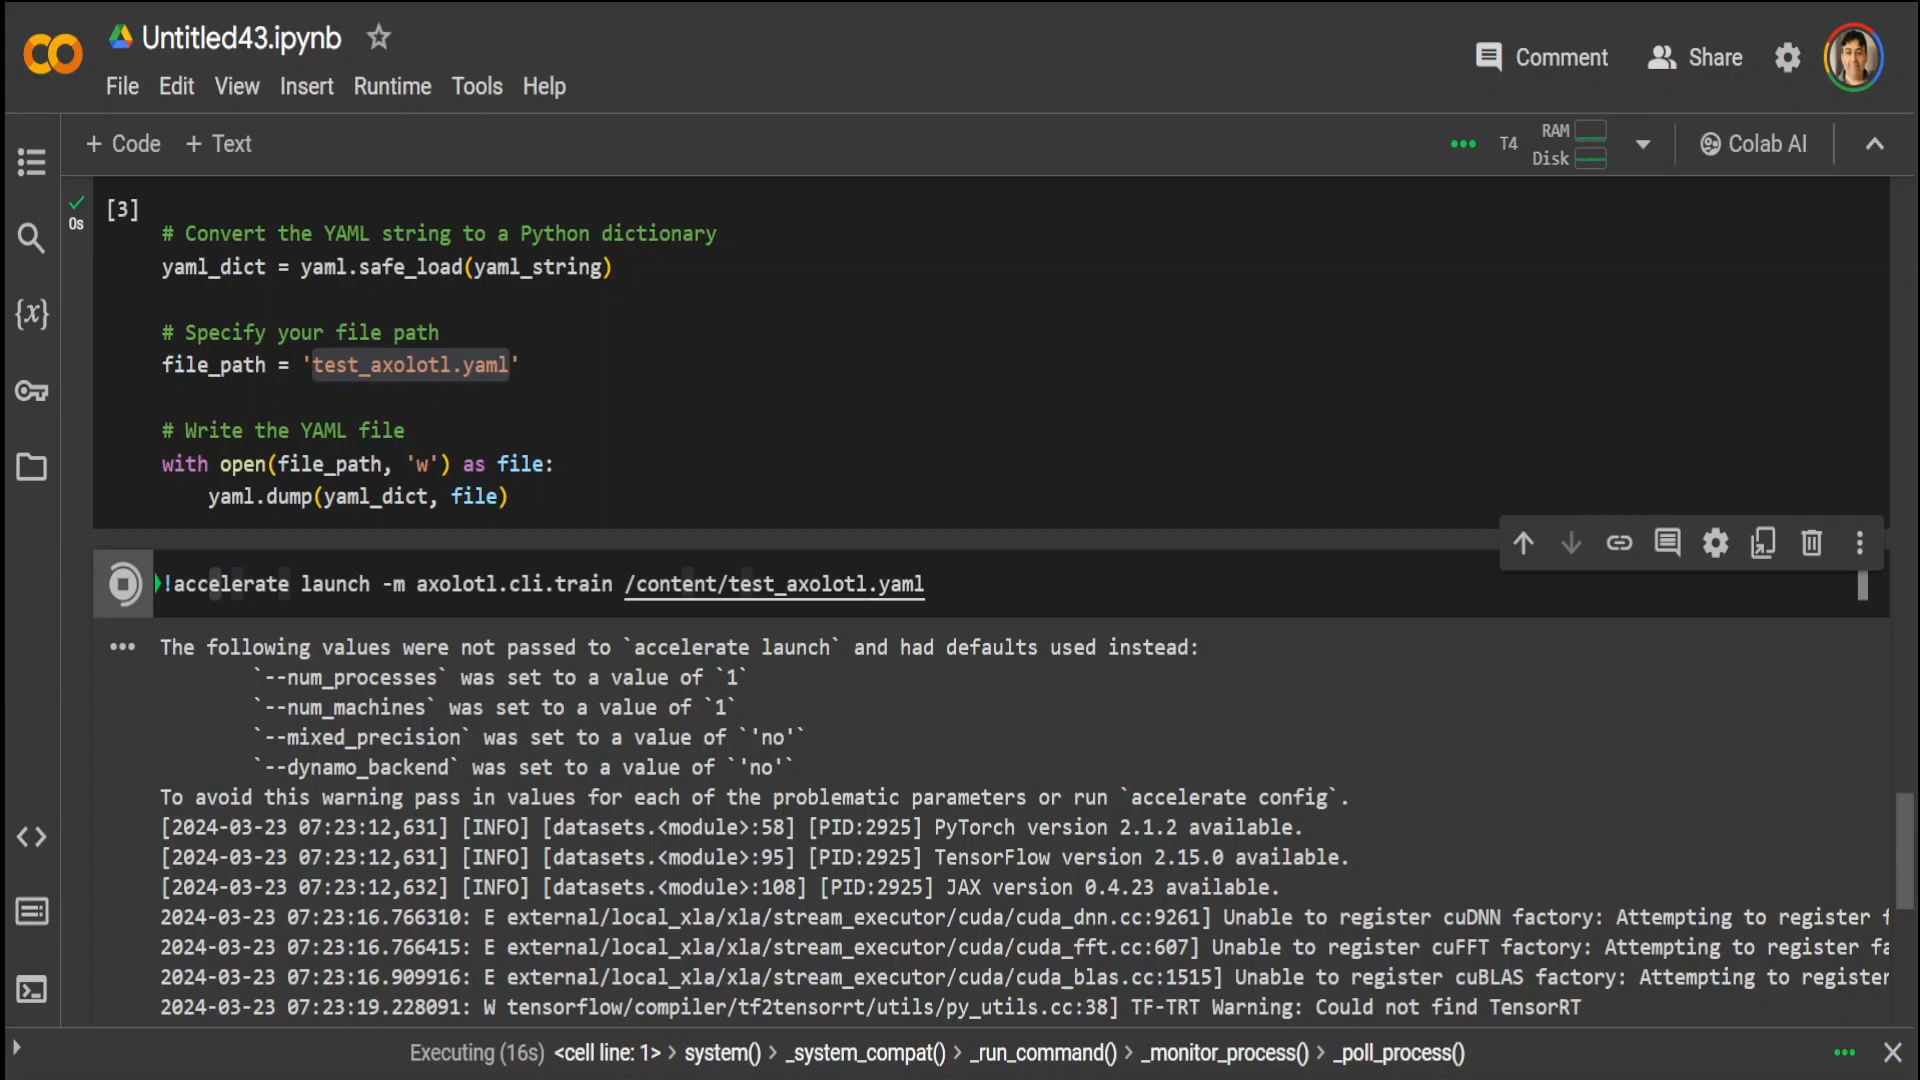 Untitled43.ipynb
File Edit View Insert Runtime Tools Help
Comment
Share
+ Code + Text
T4
RAM
Disk
Colab AI
0s
[3]
# Convert the YAML string to a Python dictionary
yaml_dict = yaml.safe_load(yaml_string)
# Specify your file path
file_path = 'test_axolotl.yaml'
# Write the YAML file
with open(file_path, 'w') as file:
    yaml.dump(yaml_dict, file)
!accelerate launch -m axolotl.cli.train /content/test_axolotl.yaml
The following values were not passed to `accelerate launch` and had defaults used instead:
        `--num_processes` was set to a value of `1`
        `--num_machines` was set to a value of `1`
        `--mixed_precision` was set to a value of `'no'`
        `--dynamo_backend` was set to a value of `'no'`
To avoid this warning pass in values for each of the problematic parameters or run `accelerate config`.
[2024-03-23 07:23:12,631] [INFO] [datasets.<module>:58] [PID:2925] PyTorch version 2.1.2 available.
[2024-03-23 07:23:12,631] [INFO] [datasets.<module>:95] [PID:2925] TensorFlow version 2.15.0 available.
[2024-03-23 07:23:12,632] [INFO] [datasets.<module>:108] [PID:2925] JAX version 0.4.23 available.
2024-03-23 07:23:16.766310: E external/local_xla/xla/stream_executor/cuda/cuda_dnn.cc:9261] Unable to register cuDNN factory: Attempting to register f
2024-03-23 07:23:16.766415: E external/local_xla/xla/stream_executor/cuda/cuda_fft.cc:607] Unable to register cuFFT factory: Attempting to register fa
2024-03-23 07:23:16.909916: E external/local_xla/xla/stream_executor/cuda/cuda_blas.cc:1515] Unable to register cuBLAS factory: Attempting to register
2024-03-23 07:23:19.228091: W tensorflow/compiler/tf2tensorrt/utils/py_utils.cc:38] TF-TRT Warning: Could not find TensorRT
Executing (16s) <cell line: 1> > system() > _system_compat() > _run_command() > _monitor_process() > _poll_process()